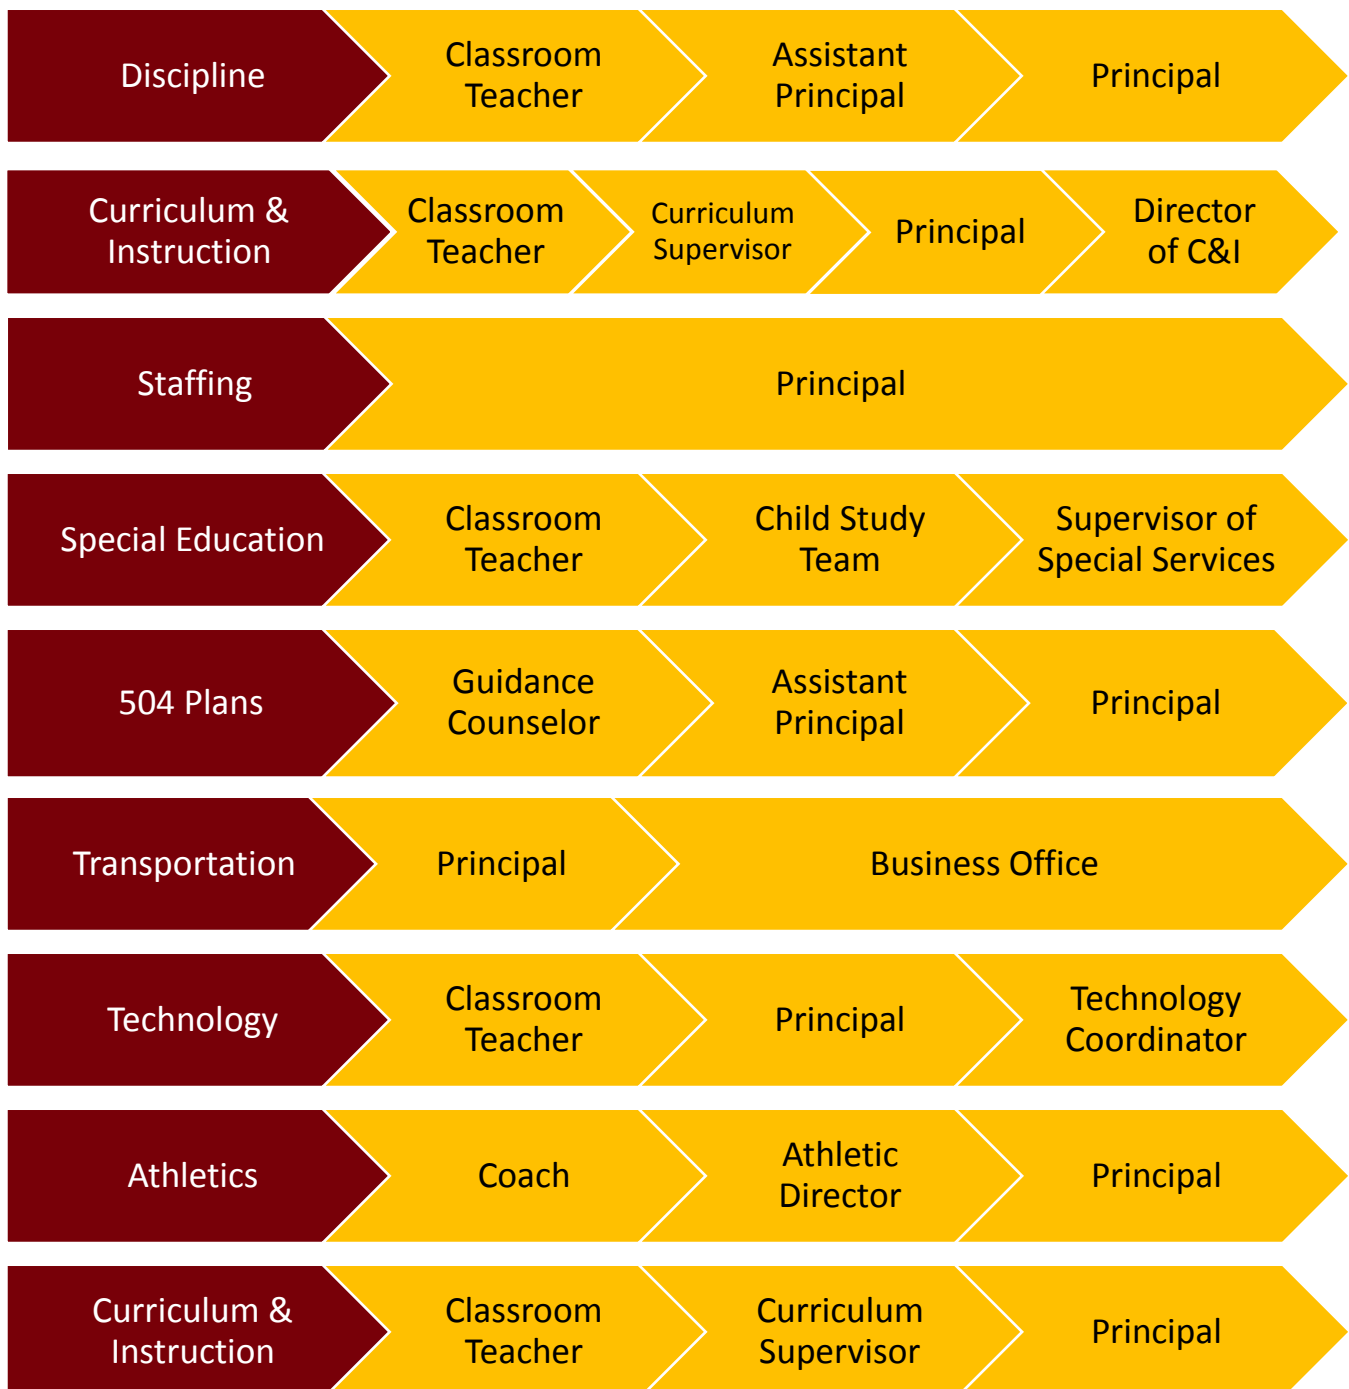 Discipline
Classroom
Teacher
Assistant
Principal
Principal
Curriculum &
Instruction
Classroom
Teacher
Curriculum
Supervisor
Principal
Director
of C&I
Staffing
Principal
Special Education
Classroom
Teacher
Child Study
Team
Supervisor of
Special Services
504 Plans
Guidance
Counselor
Assistant
Principal
Principal
Transportation
Principal
Business Office
Technology
Classroom
Teacher
Principal
Technology
Coordinator
Athletics
Coach
Athletic
Director
Principal
Curriculum &
Instruction
Classroom
Teacher
Curriculum
Supervisor
Principal